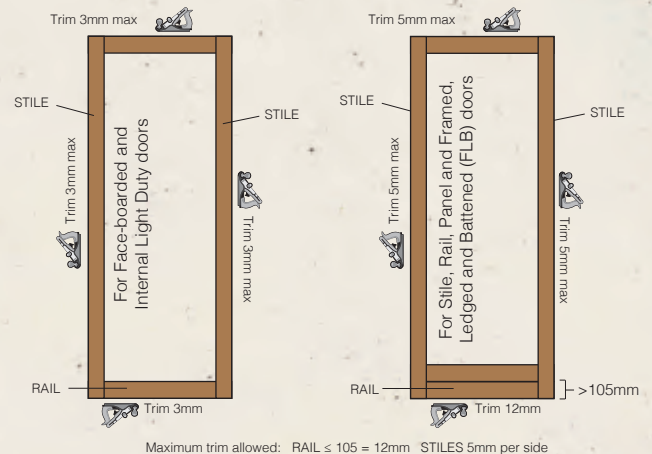 Trim 3mm max
STILE
STILE
Trim 3mm max
For Face-boarded and
Internal Light Duty doors
Trim 3mm max
RAIL
Trim 3mm
Trim 5mm max
STILE
STILE
Trim 5mm max
For Stile, Rail, Panel and Framed,
Ledged and Battened (FLB) doors
Trim 5mm max
RAIL
>105mm
Trim 12mm
Maximum trim allowed: RAIL ≤ 105 = 12mm STILES 5mm per side